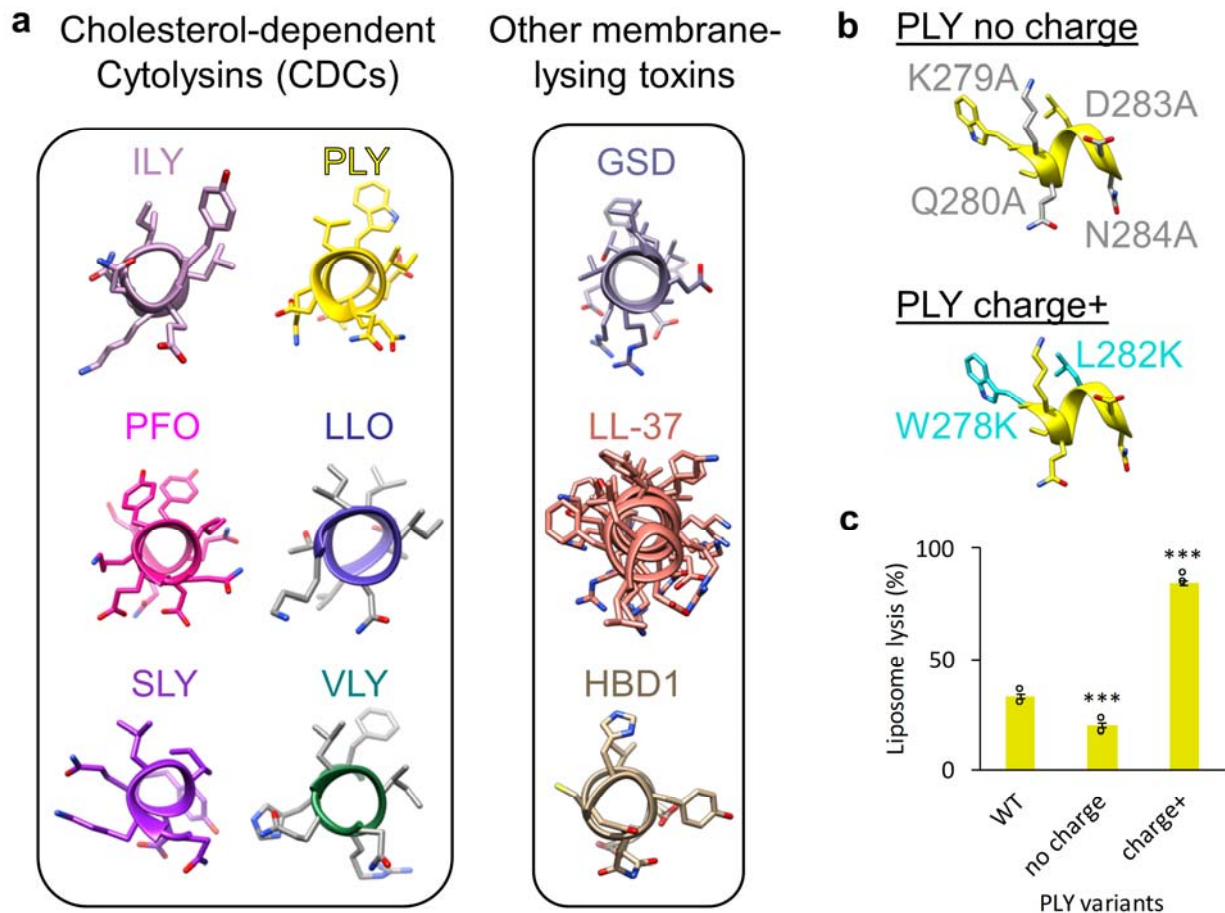 a
Cholesterol-dependent
Cytolysins (CDCs)
Other membrane-
lysing toxins
ILY
PLY
PFO
LLO
SLY
VLY
GSD
LL-37
HBD1
b
PLY no charge
K279A
D283A
Q280A
N284A
PLY charge+
L282K
W278K
c
Liposome lysis (%)
100
50
0
***
***
WT
no charge
charge+
PLY variants